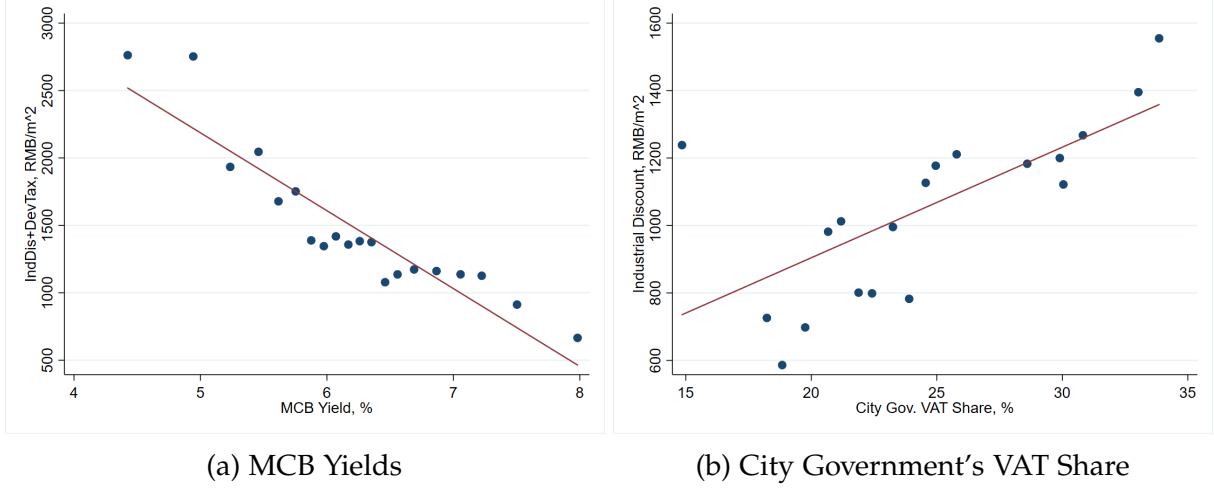 IndDis+DevTax, RMB/m^2
3000
2500
2000
1500
1000
500
4 5 6 7 8
MCB Yield, %
(a) MCB Yields
Industrial Discount, RMB/m^2
1600
1400
1200
1000
800
600
15 20 25 30 35
City Gov. VAT Share, %
(b) City Government's VAT Share